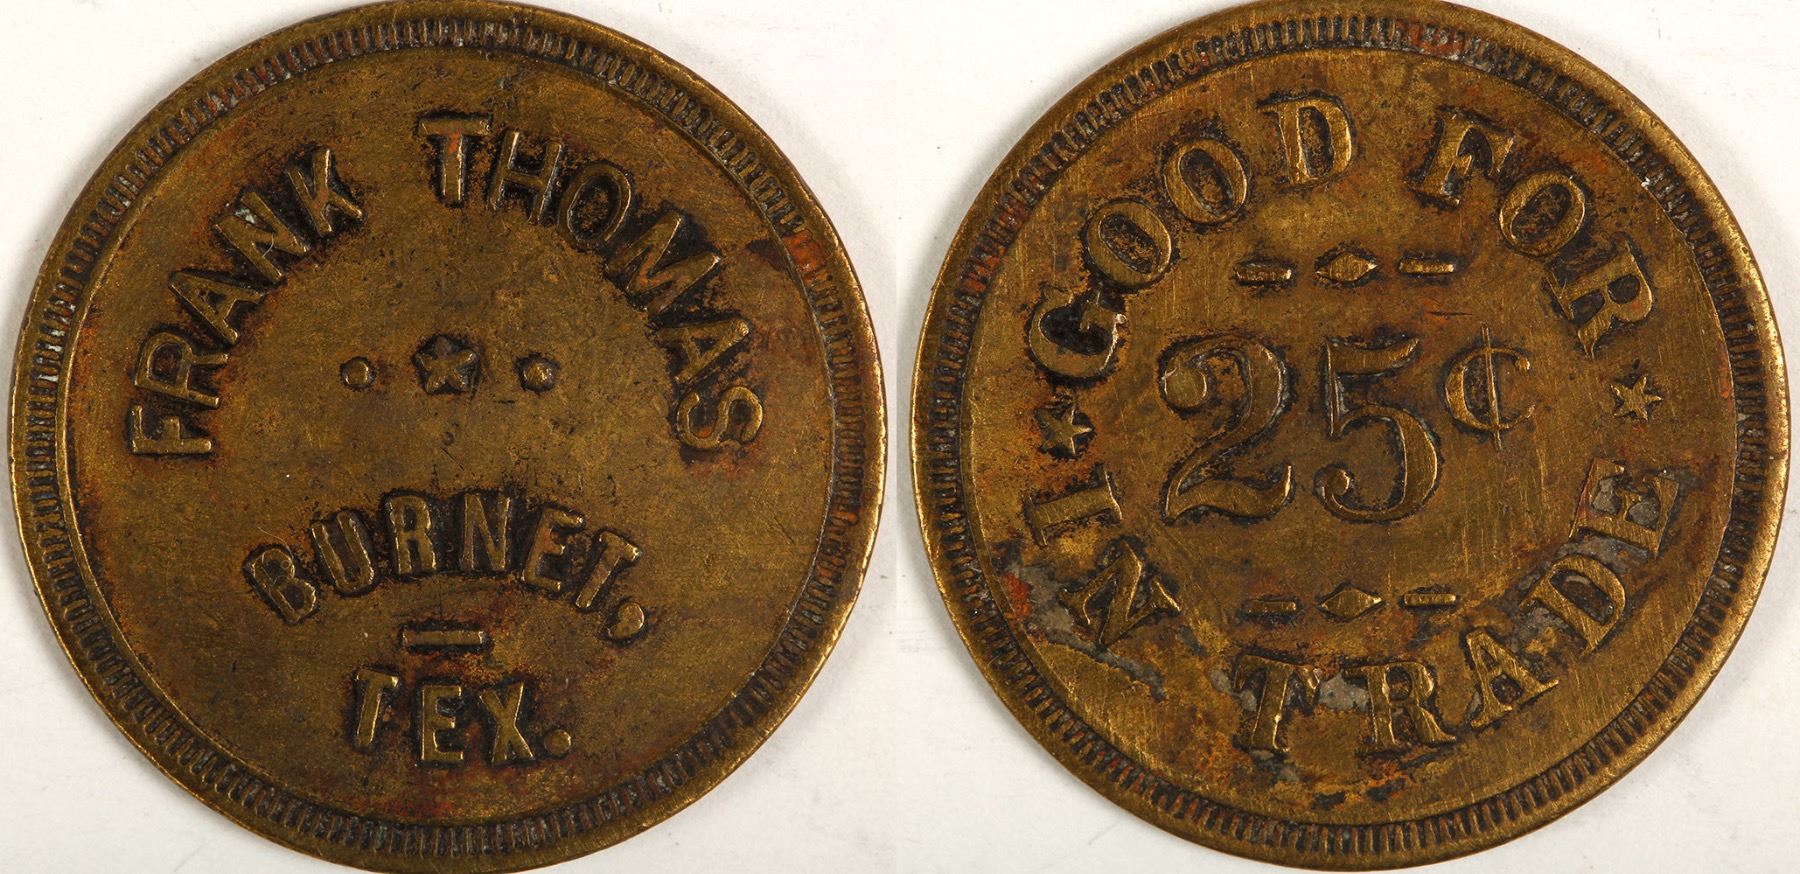 FRANK THOMAS
BURNET.
TEX.
GOOD FOR
25¢
IN TRADE